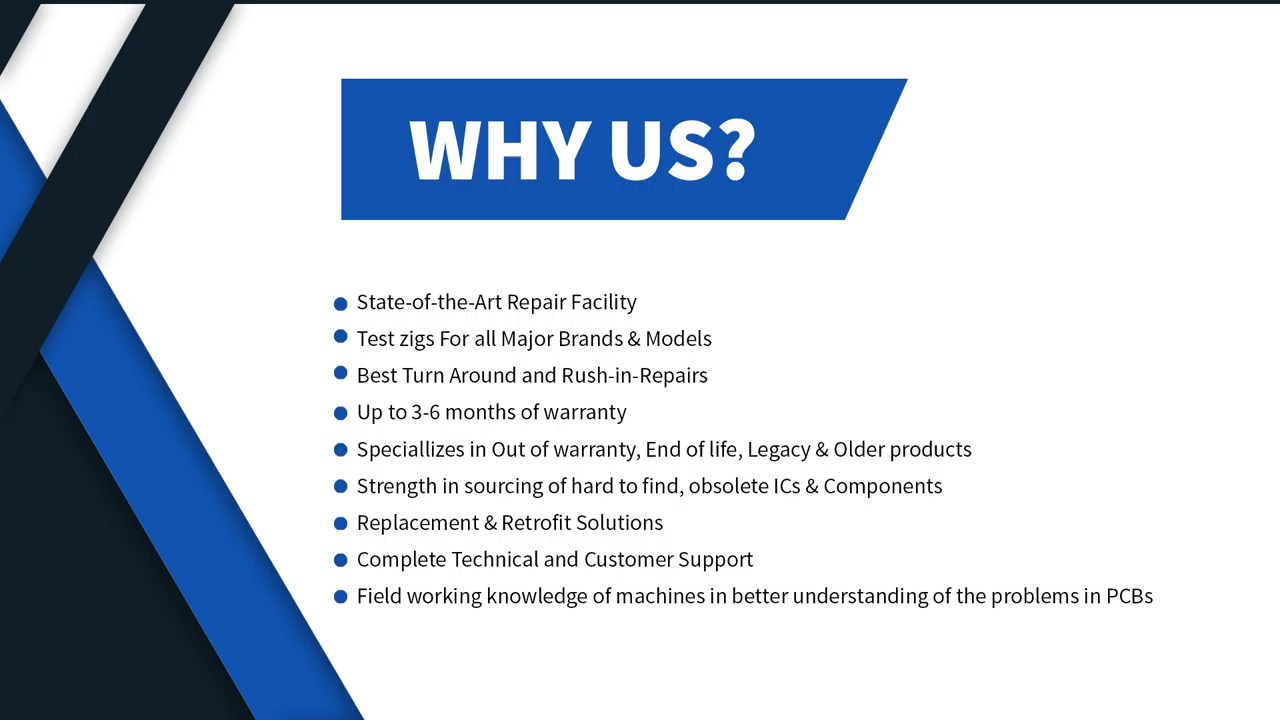 WHY US?
State-of-the-Art Repair Facility
Test zigs For all Major Brands & Models
Best Turn Around and Rush-in-Repairs
Up to 3-6 months of warranty
Speciallizes in Out of warranty, End of life, Legacy & Older products
Strength in sourcing of hard to find, obsolete ICs & Components
Replacement & Retrofit Solutions
Complete Technical and Customer Support
Field working knowledge of machines in better understanding of the problems in PCBs